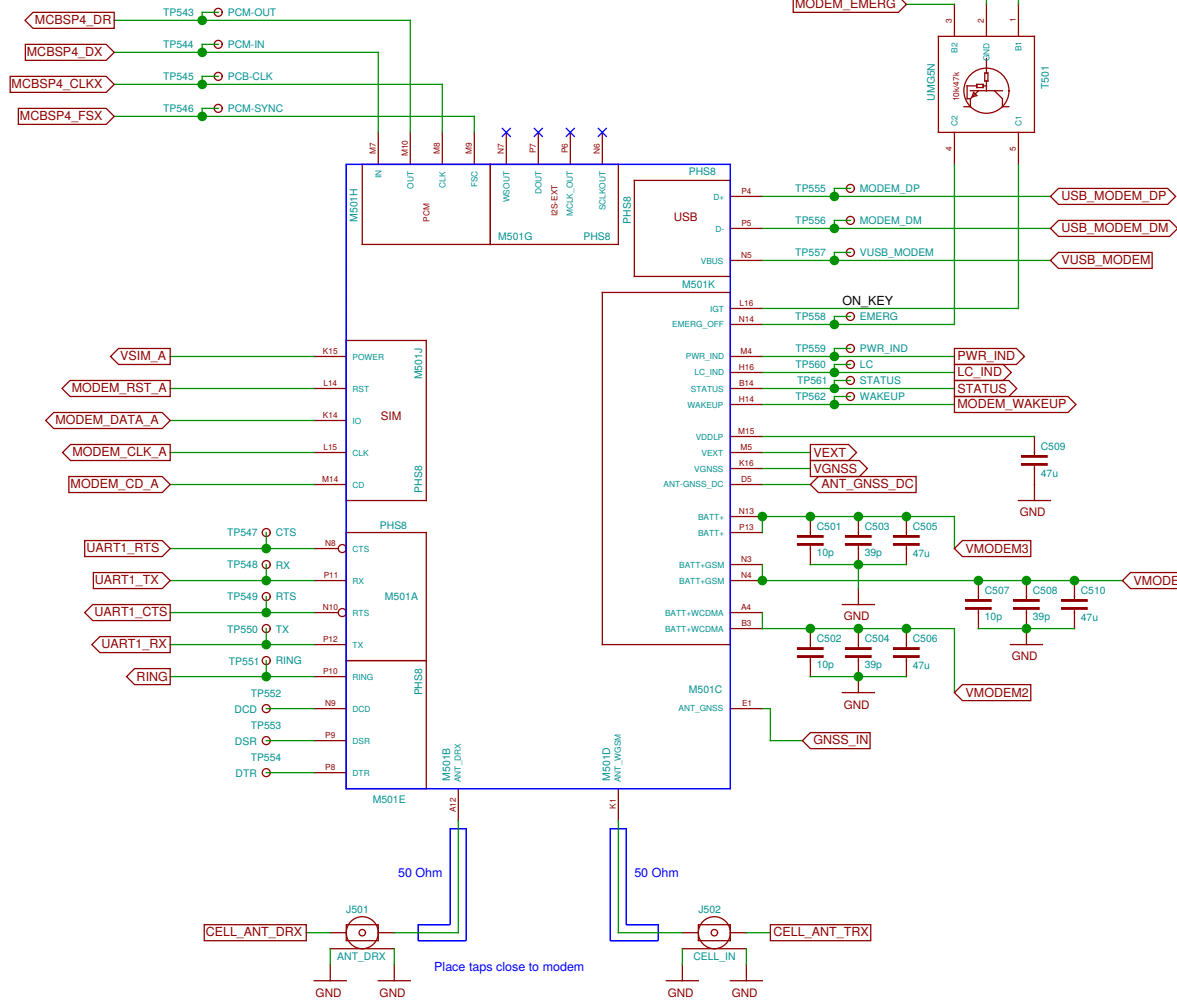 MODEM_EMERG
MCBSP4_DR
TP543
PCM-OUT
MCBSP4_DX
TP544
PCM-IN
MCBSP4_CLKX
TP545
PCB-CLK
MCBSP4_FSX
TP546
PCM-SYNC
3
2
1
B2
GND
B1
UMG5N
10k/47k
T501
C2
C1
4
5
M7
M10
M8
M9
N7
P7
P6
N6
M501H
IN
OUT
CLK
FSC
PCM
WSOUT
DOUT
I2S-EXT
MCLK_OUT
SCLKOUT
M501G
PHS8
PHS8
PHS8
USB
D+
P4
TP555
MODEM_DP
USB_MODEM_DP
D-
P5
TP556
MODEM_DM
USB_MODEM_DM
VBUS
N5
TP557
VUSB_MODEM
VUSB_MODEM
M501K
IGT
L16
ON_KEY
EMERG_OFF
N14
TP558
EMERG
PWR_IND
M4
TP559
PWR_IND
PWR_IND
LC_IND
H16
TP560
LC
LC_IND
STATUS
B14
TP561
STATUS
STATUS
WAKEUP
H14
TP562
WAKEUP
MODEM_WAKEUP
VDDLP
M15
C509
47u
GND
VEXT
M5
VEXT
VGNSS
K16
VGNSS
ANT-GNSS_DC
D5
ANT_GNSS_DC
BATT+
N13
BATT+
P13
C501
10p
C503
39p
C505
47u
VMODEM3
GND
BATT+GSM
N3
BATT+GSM
N4
VMODE
C507
10p
C508
39p
C510
47u
GND
BATT+WCDMA
A4
BATT+WCDMA
B3
C502
10p
C504
39p
C506
47u
GND
VMODEM2
M501C
ANT_GNSS
E1
GNSS_IN
VSIM_A
K15
POWER
M501J
MODEM_RST_A
L14
RST
SIM
MODEM_DATA_A
K14
IO
MODEM_CLK_A
L15
CLK
MODEM_CD_A
M14
CD
PHS8
PHS8
TP547
CTS
UART1_RTS
N8
CTS
TP548
RX
UART1_TX
P11
RX
M501A
TP549
RTS
UART1_CTS
N10
RTS
TP550
TX
UART1_RX
P12
TX
TP551
RING
RING
P10
RING
PHS8
TP552
DCD
N9
DCD
TP553
DSR
P9
DSR
TP554
DTR
P8
DTR
M501E
M501B
ANT_DRX
A12
M501D
ANT_WGSM
K1
50 Ohm
50 Ohm
J501
CELL_ANT_DRX
ANT_DRX
GND
GND
J502
CELL_ANT_TRX
CELL_IN
GND
GND
Place taps close to modem